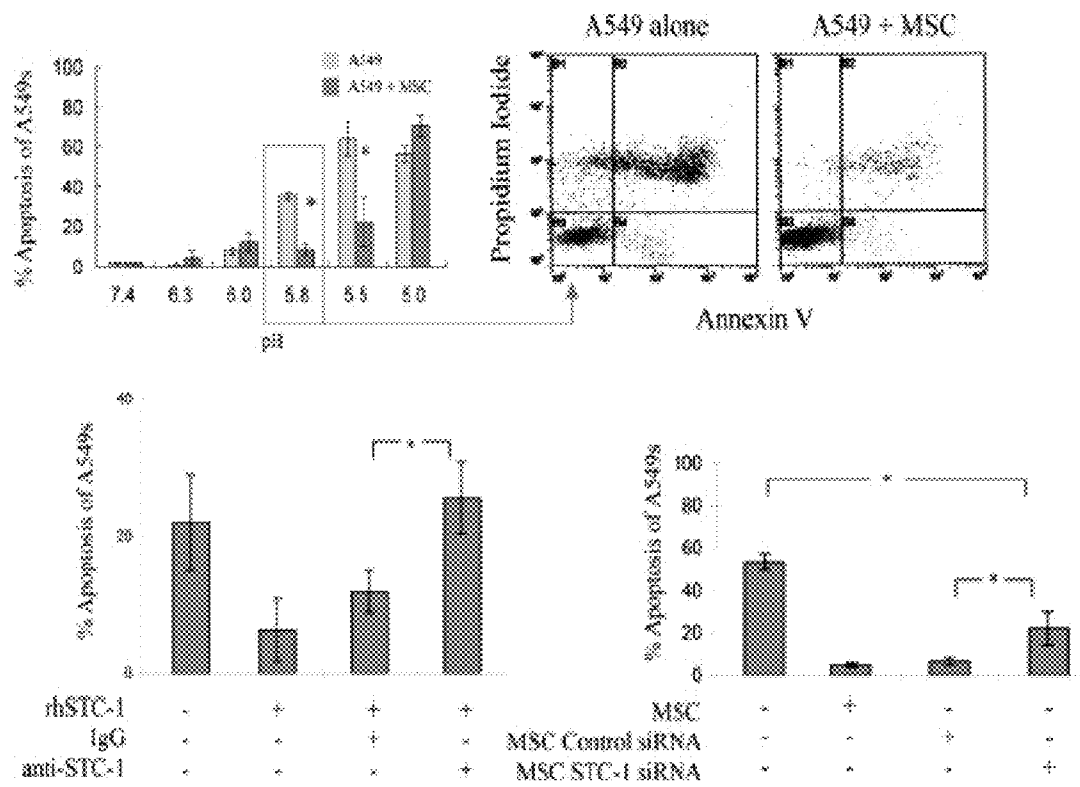 A549 alone
A549 + MSC
% Apoptosis of A549s
100
80
60
40
20
0
A549
A549 + MSC
*
*
7.4 6.3 6.0 5.8 5.5 5.0
pH
Propidium Iodide
Annexin V
% Apoptosis of A549s
40
20
0
*
rhSTC-1 - + + +
IgG - - + -
anti-STC-1 - - - +
% Apoptosis of A549s
100
80
60
40
20
0
*
*
MSC - + - -
MSC Control siRNA - - + -
MSC STC-1 siRNA - - - +